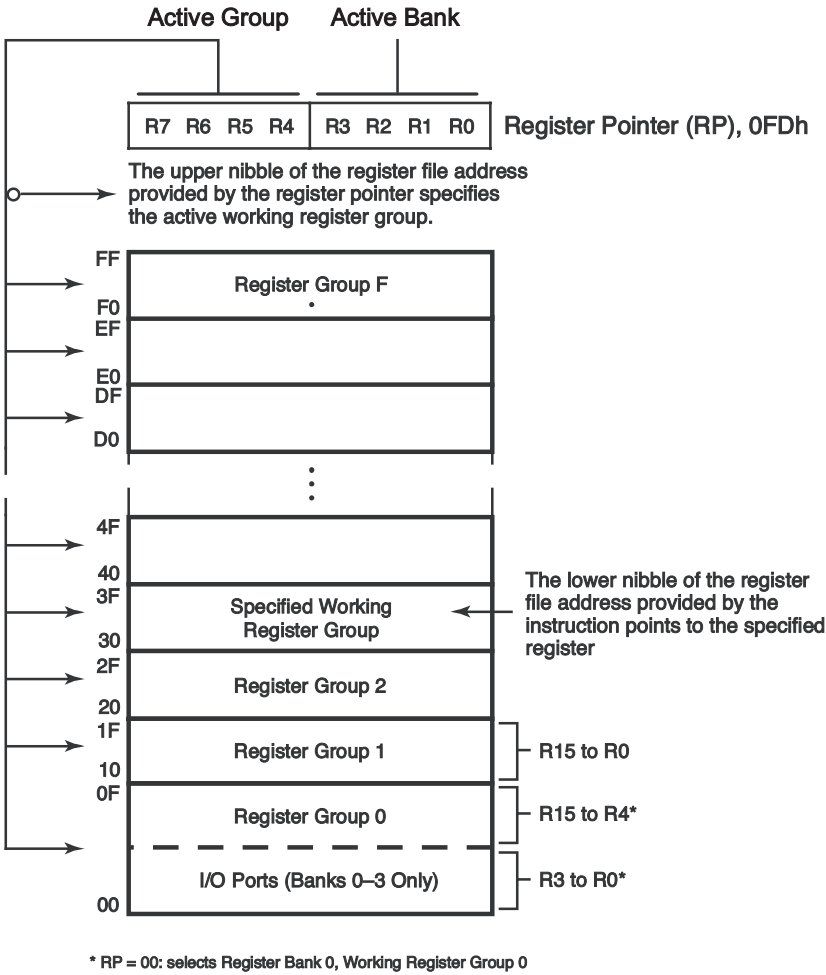 Active Group Active Bank
R7 R6 R5 R4 R3 R2 R1 R0 Register Pointer (RP), 0FDh
The upper nibble of the register file address
provided by the register pointer specifies
the active working register group.
FF
Register Group F
F0
EF
E0
DF
D0
4F
40
3F
Specified Working
Register Group
30
The lower nibble of the register
file address provided by the
instruction points to the specified
register
2F
Register Group 2
20
1F
Register Group 1 R15 to R0
10
0F
Register Group 0 R15 to R4*
I/O Ports (Banks 0–3 Only) R3 to R0*
00
* RP = 00: selects Register Bank 0, Working Register Group 0